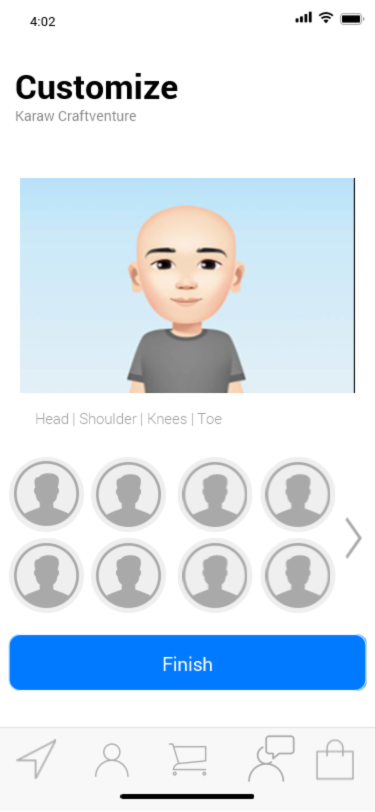 4:02
Customize
Karaw Craftventure
Head | Shoulder | Knees | Toe
Finish